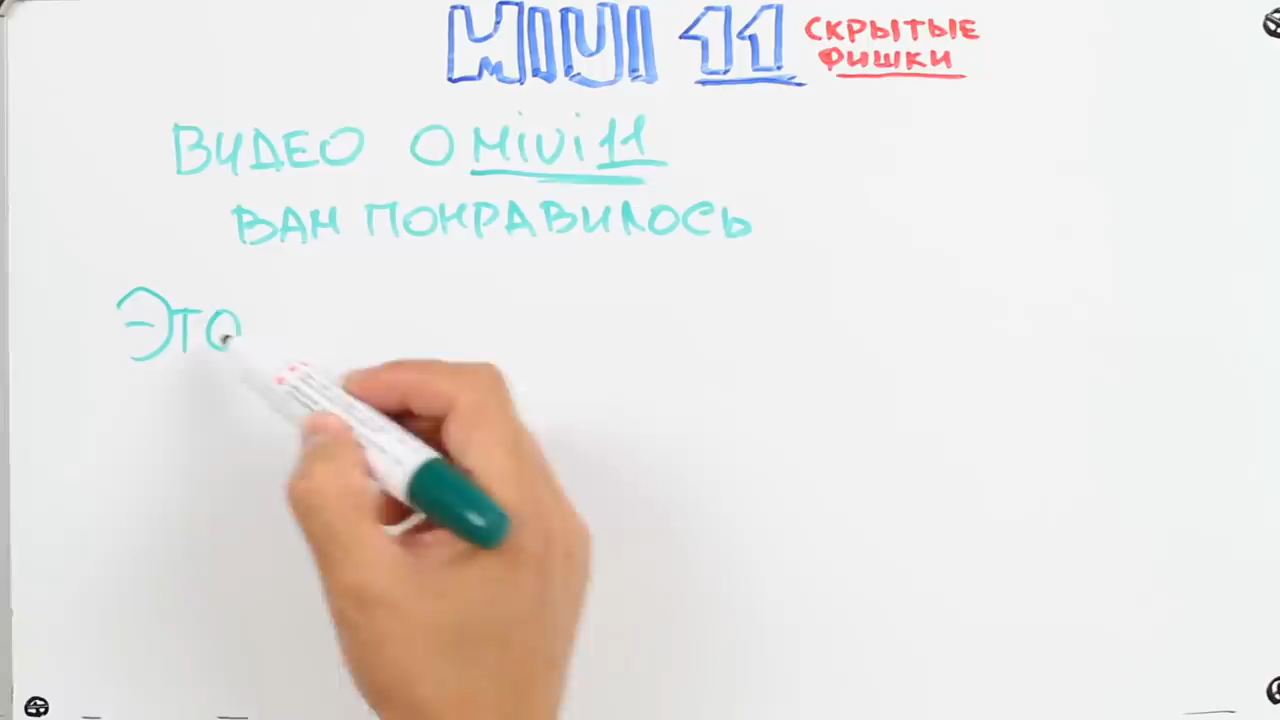 MIUI 11 СКРЫТЫЕ
ФИШКИ
ВИДЕО О Miui 11
ВАМ ПОНРАВИЛОСЬ
ЭТО